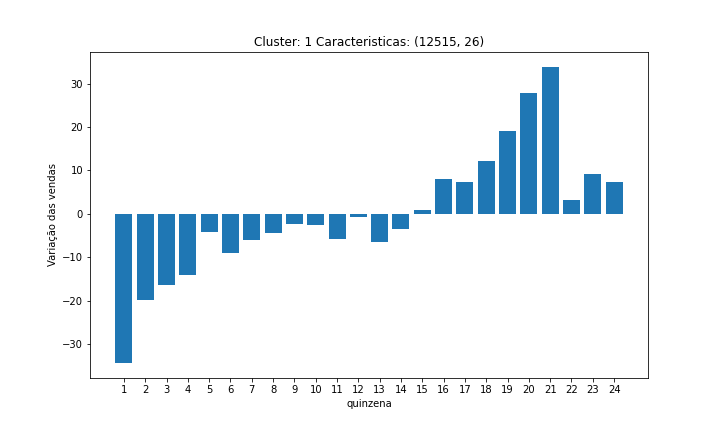 Cluster: 1 Caracteristicas: (12515, 26)
30
20
10
0
−10
−20
−30
Variação das vendas
1 2 3 4 5 6 7 8 9 10 11 12 13 14 15 16 17 18 19 20 21 22 23 24
quinzena